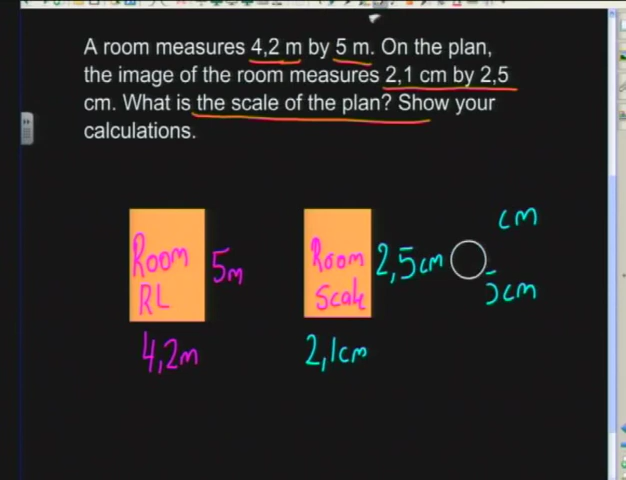 A room measures 4,2 m by 5 m. On the plan,
the image of the room measures 2,1 cm by 2,5
cm. What is the scale of the plan? Show your
calculations.
cm
Room
RL
5m
Room
Scale
2,5cm
5cm
4,2m
2,1cm